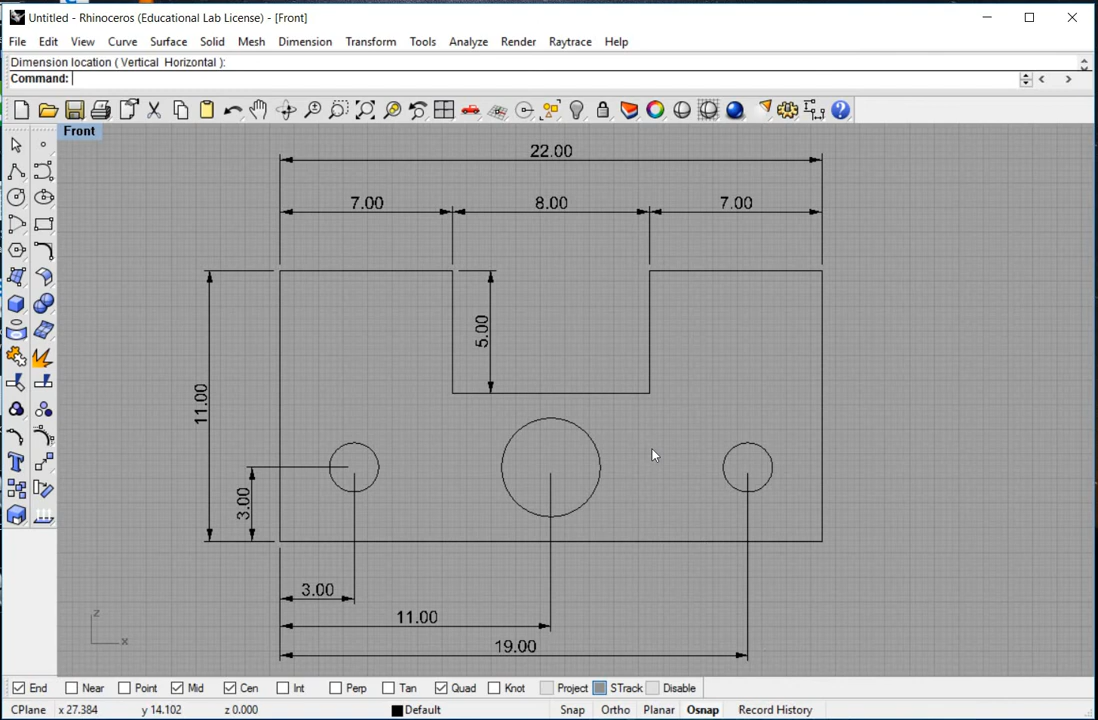 Untitled - Rhinoceros (Educational Lab License) - [Front]
File Edit View Curve Surface Solid Mesh Dimension Transform Tools Analyze Render Raytrace Help
Dimension location ( Vertical Horizontal ):
Command:
Front
22.00
7.00 8.00 7.00
5.00
11.00
3.00
3.00
11.00
19.00
z
x
End Near Point Mid Cen Int Perp Tan Quad Knot Project STrack Disable
CPlane x 27.384 y 14.102 z 0.000 Default Snap Ortho Planar Osnap Record History